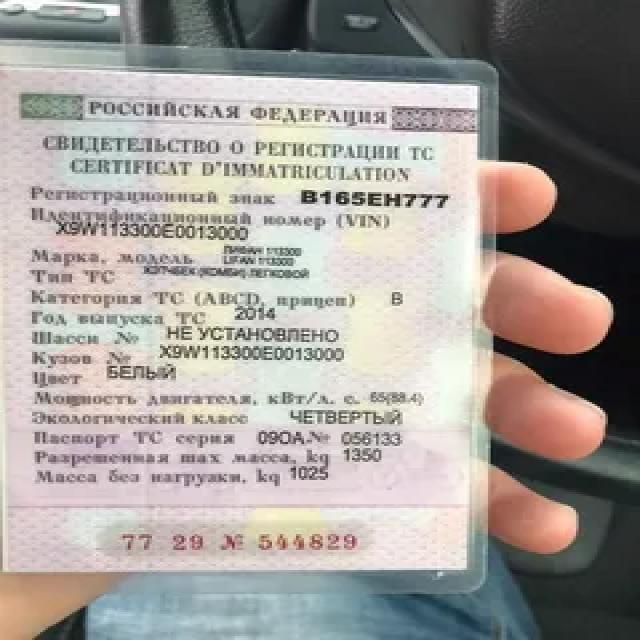 РОССИЙСКАЯ ФЕДЕРАЦИЯ
СВИДЕТЕЛЬСТВО О РЕГИСТРАЦИИ ТС
CERTIFICAT D'IMMATRICULATION
Регистрационный знак В165ЕН777
Идентификационный номер (VIN)
X9W113300E0013000
ЛИФАН 113300
Марка, модель LIFAN 113300
Тип ТС ХЭТЧБЕК (КОМБИ) ЛЕГКОВОЙ
Категория ТС (ABCD, прицеп) B
Год выпуска ТС 2014
Шасси № НЕ УСТАНОВЛЕНО
Кузов № X9W113300E0013000
Цвет БЕЛЫЙ
Мощность двигателя, кВт/л. с. 65(88.4)
Экологический класс ЧЕТВЕРТЫЙ
Паспорт ТС серия 09ОА № 056133
Разрешенная max масса, kg 1350
Масса без нагрузки, kg 1025
77 29 № 544829